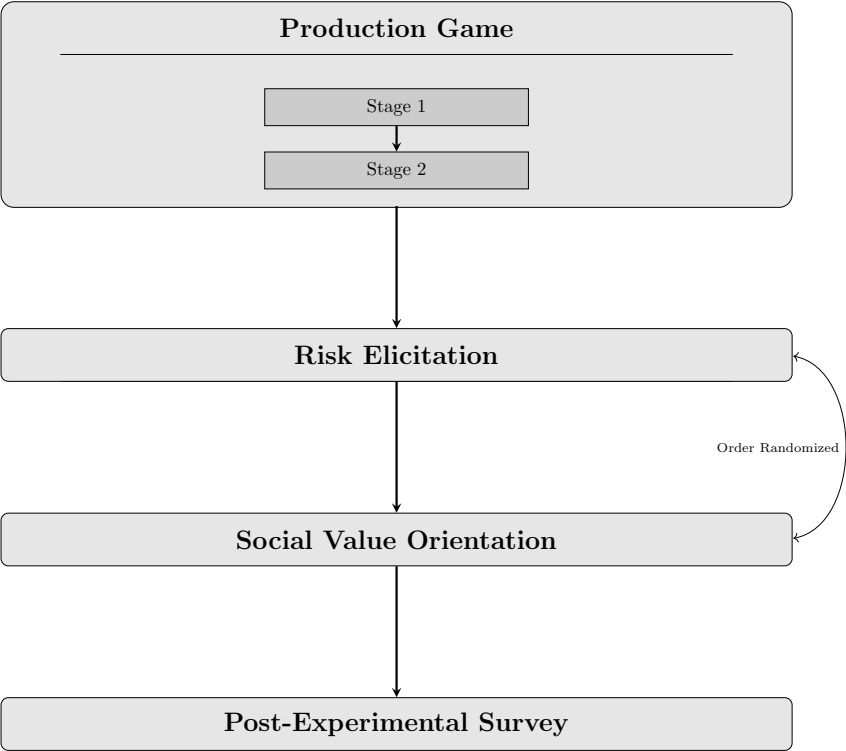 Production Game
Stage 1
Stage 2
Risk Elicitation
Order Randomized
Social Value Orientation
Post-Experimental Survey